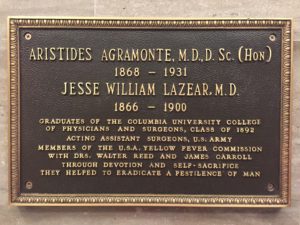 ARISTIDES AGRAMONTE, M.D., D. Sc. (HON)
1868 – 1931
JESSE WILLIAM LAZEAR, M.D.
1866 – 1900
GRADUATES OF THE COLUMBIA UNIVERSITY COLLEGE
OF PHYSICIANS AND SURGEONS, CLASS OF 1892
ACTING ASSISTANT SURGEONS, U.S. ARMY
MEMBERS OF THE U.S.A. YELLOW FEVER COMMISSION
WITH DRS. WALTER REED AND JAMES CARROLL
THROUGH DEVOTION AND SELF-SACRIFICE
THEY HELPED TO ERADICATE A PESTILENCE OF MAN